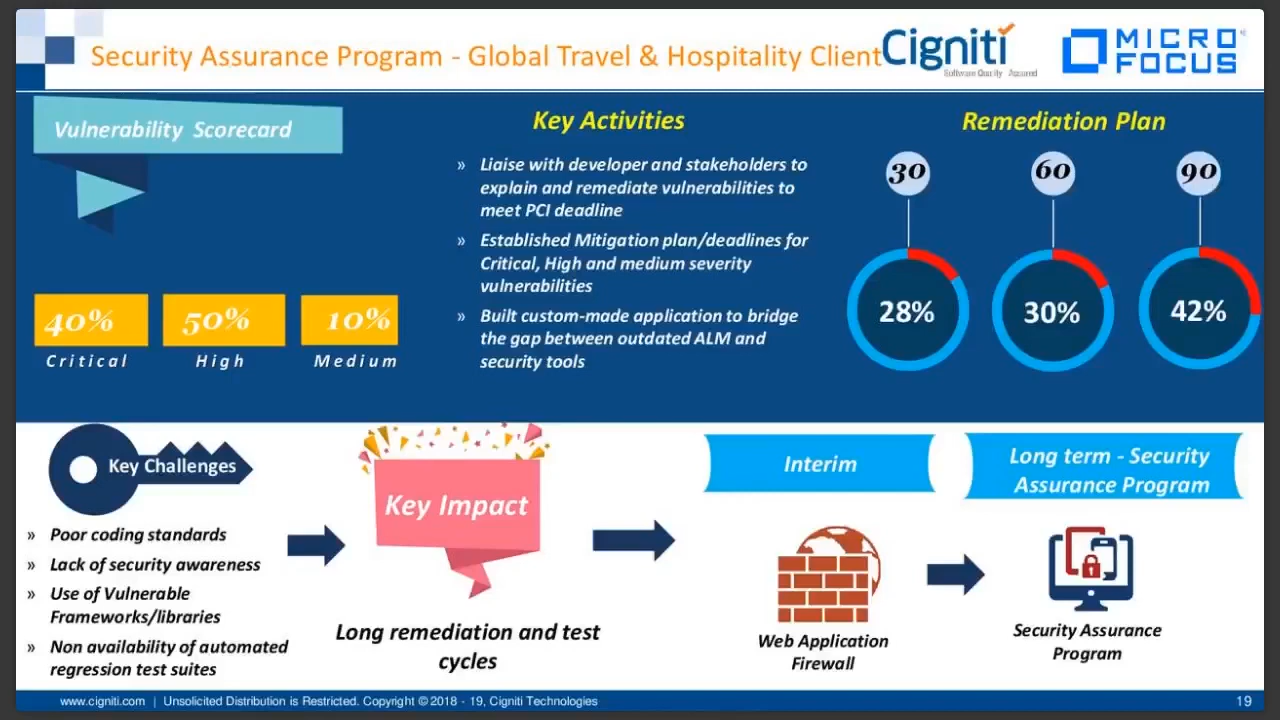 Security Assurance Program - Global Travel & Hospitality Client
Cigniti
Software Quality Assured
MICRO
FOCUS
Vulnerability Scorecard
40%
50%
10%
Critical
High
Medium
Key Activities
» Liaise with developer and stakeholders to
explain and remediate vulnerabilities to
meet PCI deadline
» Established Mitigation plan/deadlines for
Critical, High and medium severity
vulnerabilities
» Built custom-made application to bridge
the gap between outdated ALM and
security tools
Remediation Plan
30
60
90
28%
30%
42%
Key Challenges
» Poor coding standards
» Lack of security awareness
» Use of Vulnerable
Frameworks/libraries
» Non availability of automated
regression test suites
Key Impact
Long remediation and test
cycles
Interim
Web Application
Firewall
Long term - Security
Assurance Program
Security Assurance
Program
www.cigniti.com | Unsolicited Distribution is Restricted. Copyright © 2018 - 19, Cigniti Technologies
19